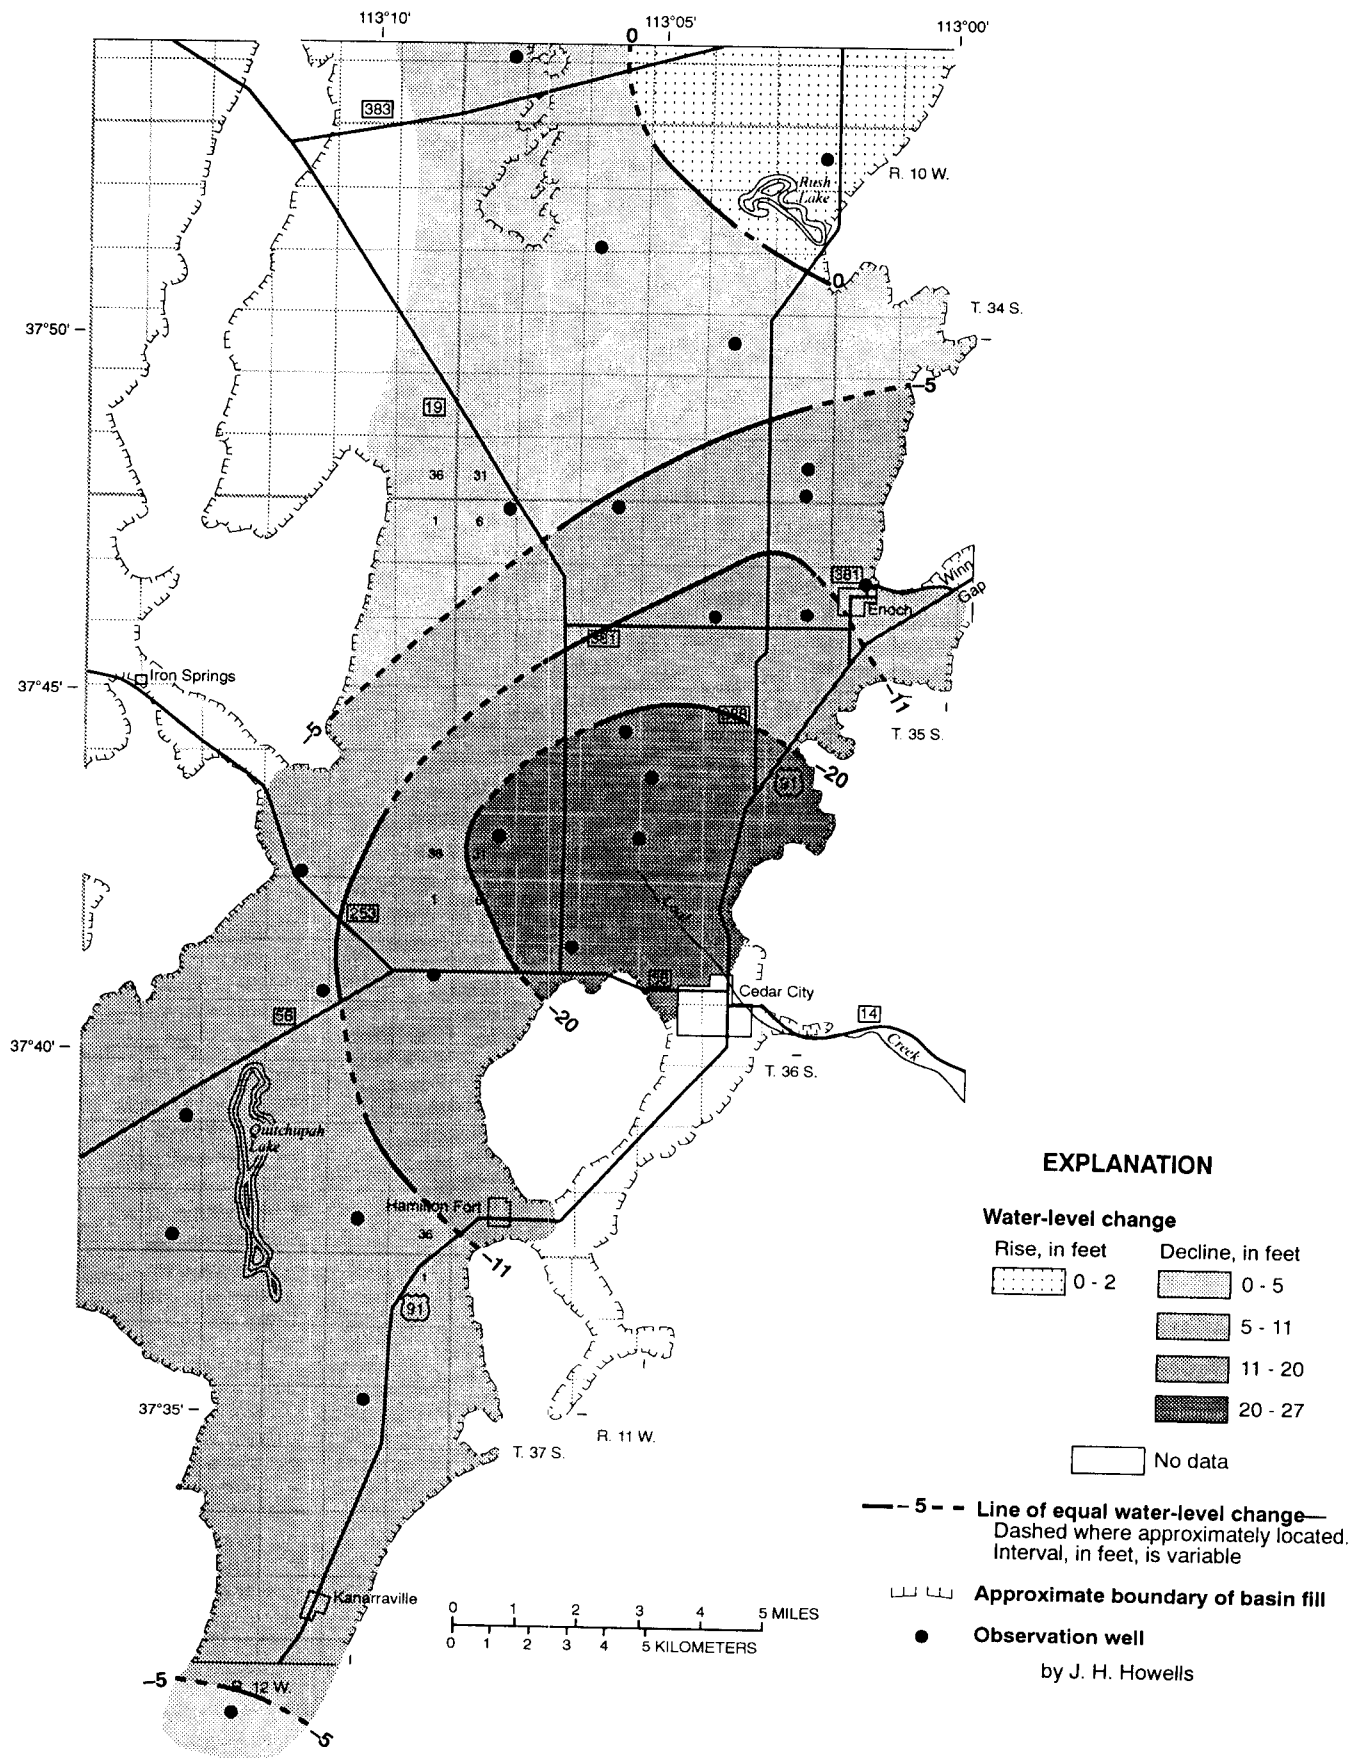 113°10'
113°05'
113°00'
0
383
R. 10 W.
Rush
Lake
0
T. 34 S.
37°50'
–5
19
36 31
1 6
381
Winn
Gap
Enoch
381
Iron Springs
37°45'
–5
–11
T. 35 S.
–20
91
36 31
1 6
253
Coal
56
Cedar City
56
–20
14
Creek
37°40'
T. 36 S.
Quitchupah
Lake
Hamilton Fort
36
–11
1
91
37°35'
R. 11 W.
T. 37 S.
Kanarraville
0 1 2 3 4 5 MILES
0 1 2 3 4 5 KILOMETERS
–5
R. 12 W.
–5
EXPLANATION
Water-level change
Rise, in feet
Decline, in feet
0 - 2
0 - 5
5 - 11
11 - 20
20 - 27
No data
– 5 – Line of equal water-level change—
Dashed where approximately located.
Interval, in feet, is variable
Approximate boundary of basin fill
Observation well
by J. H. Howells